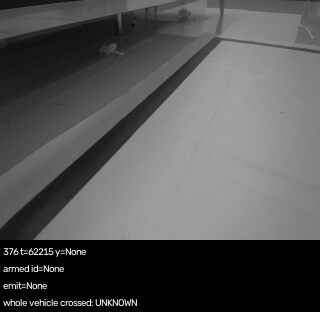 376 t=62215 y=None
armed id=None
emit=None
whole vehicle crossed: UNKNOWN